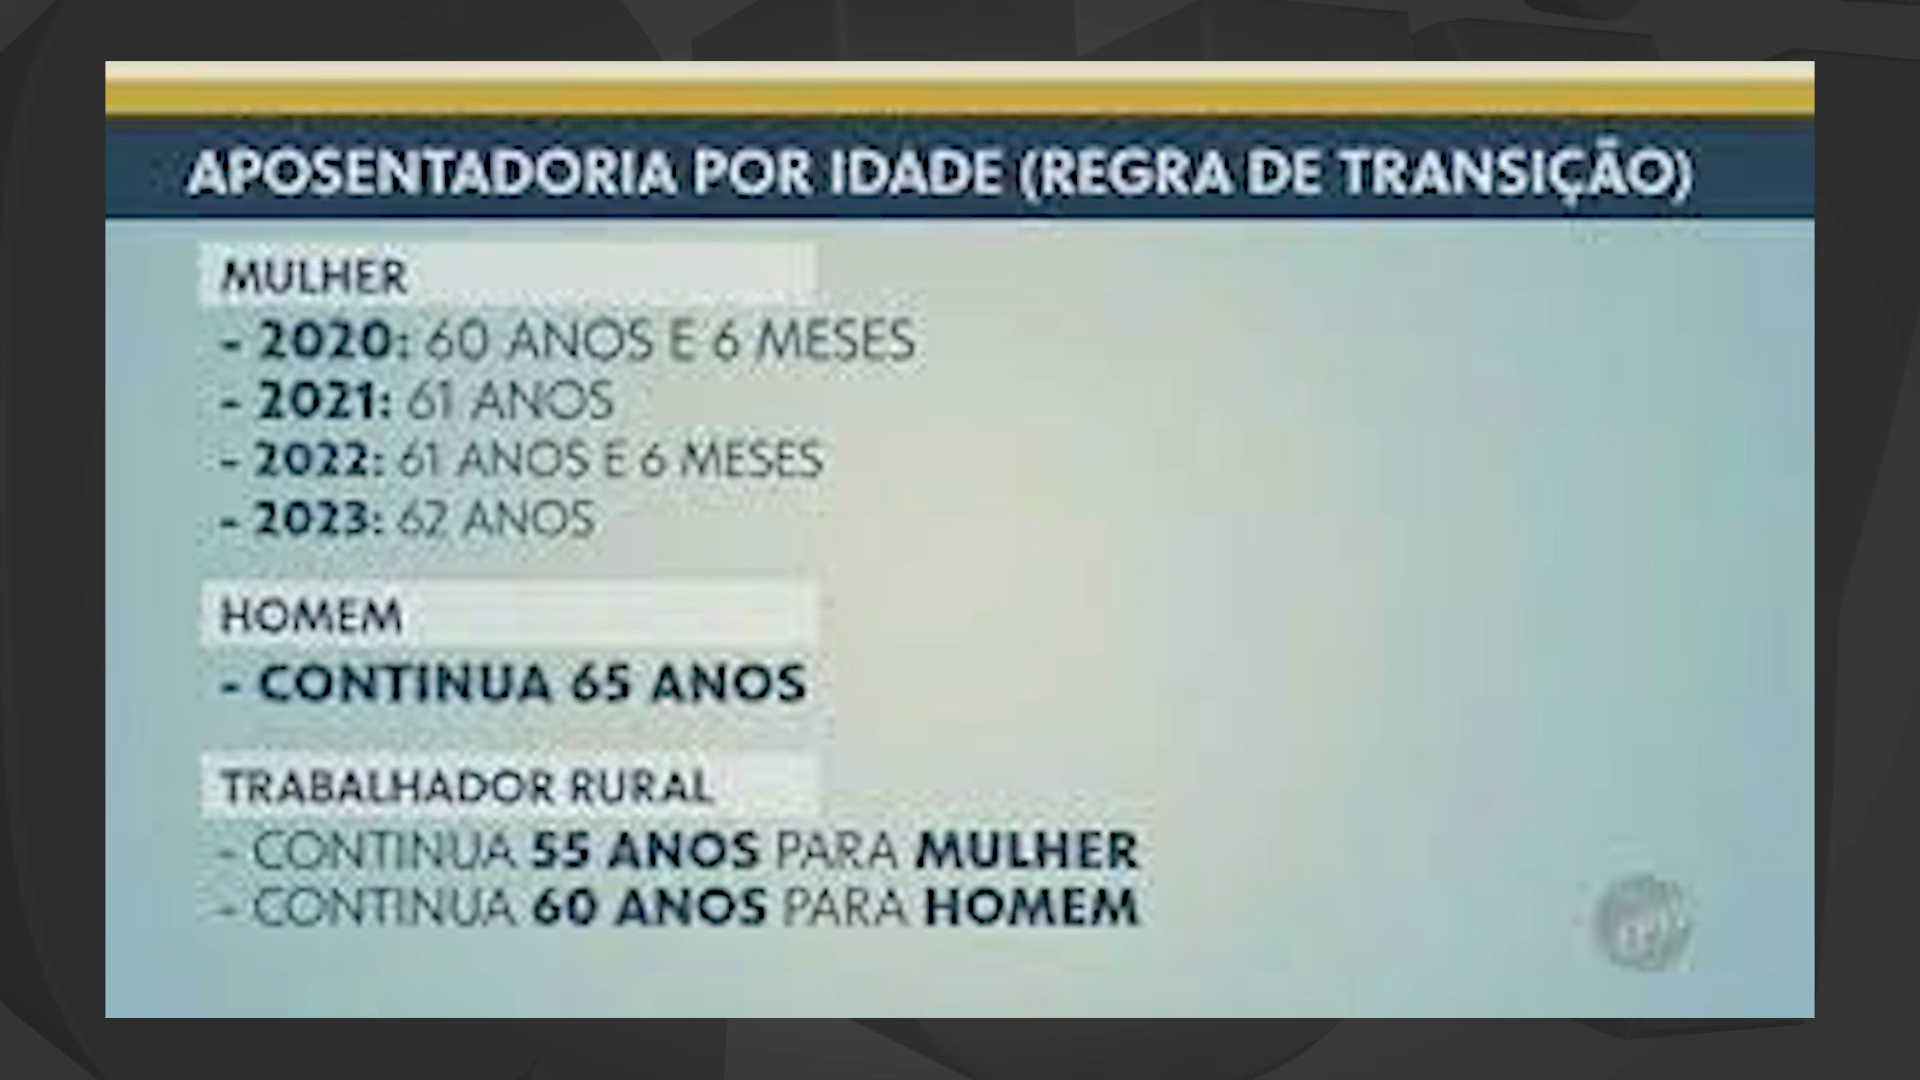 APOSENTADORIA POR IDADE (REGRA DE TRANSIÇÃO)
MULHER
- 2020: 60 ANOS E 6 MESES
- 2021: 61 ANOS
- 2022: 61 ANOS E 6 MESES
- 2023: 62 ANOS
HOMEM
- CONTINUA 65 ANOS
TRABALHADOR RURAL
- CONTINUA 55 ANOS PARA MULHER
- CONTINUA 60 ANOS PARA HOMEM